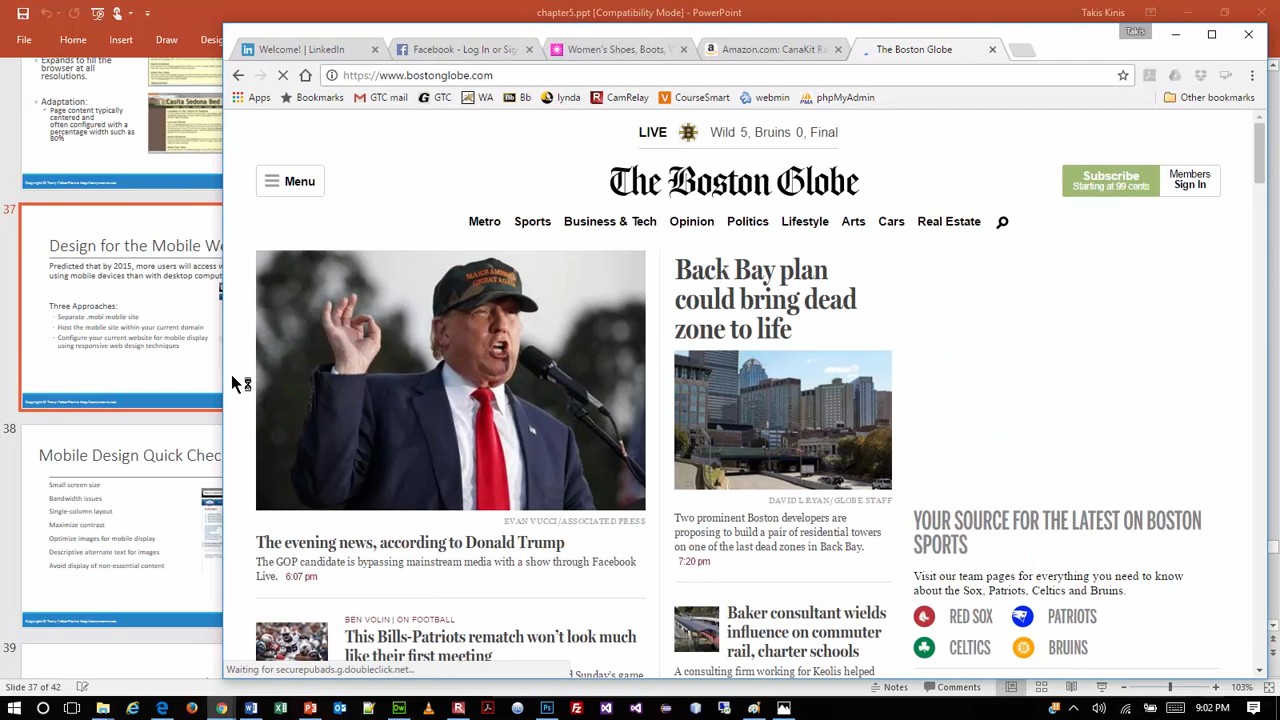 chapter5.ppt [Compatibility Mode] - PowerPoint
Takis Kinis
File Home Insert Draw
Takis
Welcome! | LinkedIn
Facebook - Log In or Sig
Women's Shoes, Boots,
Amazon.com: CanaKit Ra
The Boston Globe
https://www.bostonglobe.com
Apps Bookmarks GTC mail GTC WA Bb lynda CamRelay CourseSmart webmin phpMyAdmin Other bookmarks
Expands to fill the
browser at all
resolutions.
Adaptation:
Page content typically
centered and
often configured with a
percentage width such as
80%
37
Design for the Mobile We
Predicted that by 2015, more users will access
using mobile devices than with desktop comput
Three Approaches:
Separate .mobi mobile site
Host the mobile site within your current domain
Configure your current website for mobile display
using responsive web design techniques
38
Mobile Design Quick Chec
Small screen size
Bandwidth issues
Single-column layout
Maximize contrast
Optimize images for mobile display
Descriptive alternate text for images
Avoid display of non-essential content
39
LIVE Wild 5, Bruins 0, Final
Menu
The Boston Globe
Subscribe
Starting at 99 cents
Members
Sign In
Metro Sports Business & Tech Opinion Politics Lifestyle Arts Cars Real Estate
MAKE AMERICA
GREAT AGAIN
EVAN VUCCI/ASSOCIATED PRESS
The evening news, according to Donald Trump
The GOP candidate is bypassing mainstream media with a show through Facebook
Live. 6:07 pm
BEN VOLIN | ON FOOTBALL
This Bills-Patriots rematch won't look much
like their first meeting
d Sunday's game
Back Bay plan
could bring dead
zone to life
DAVID L RYAN/GLOBE STAFF
Two prominent Boston developers are
proposing to build a pair of residential towers
on one of the last dead zones in Back Bay.
7:20 pm
Baker consultant wields
influence on commuter
rail, charter schools
A consulting firm working for Keolis helped
YOUR SOURCE FOR THE LATEST ON BOSTON
SPORTS
Visit our team pages for everything you need to know
about the Sox, Patriots, Celtics and Bruins.
RED SOX PATRIOTS
CELTICS BRUINS
Waiting for securepubads.g.doubleclick.net...
Slide 37 of 42
Notes Comments 103%
9:02 PM